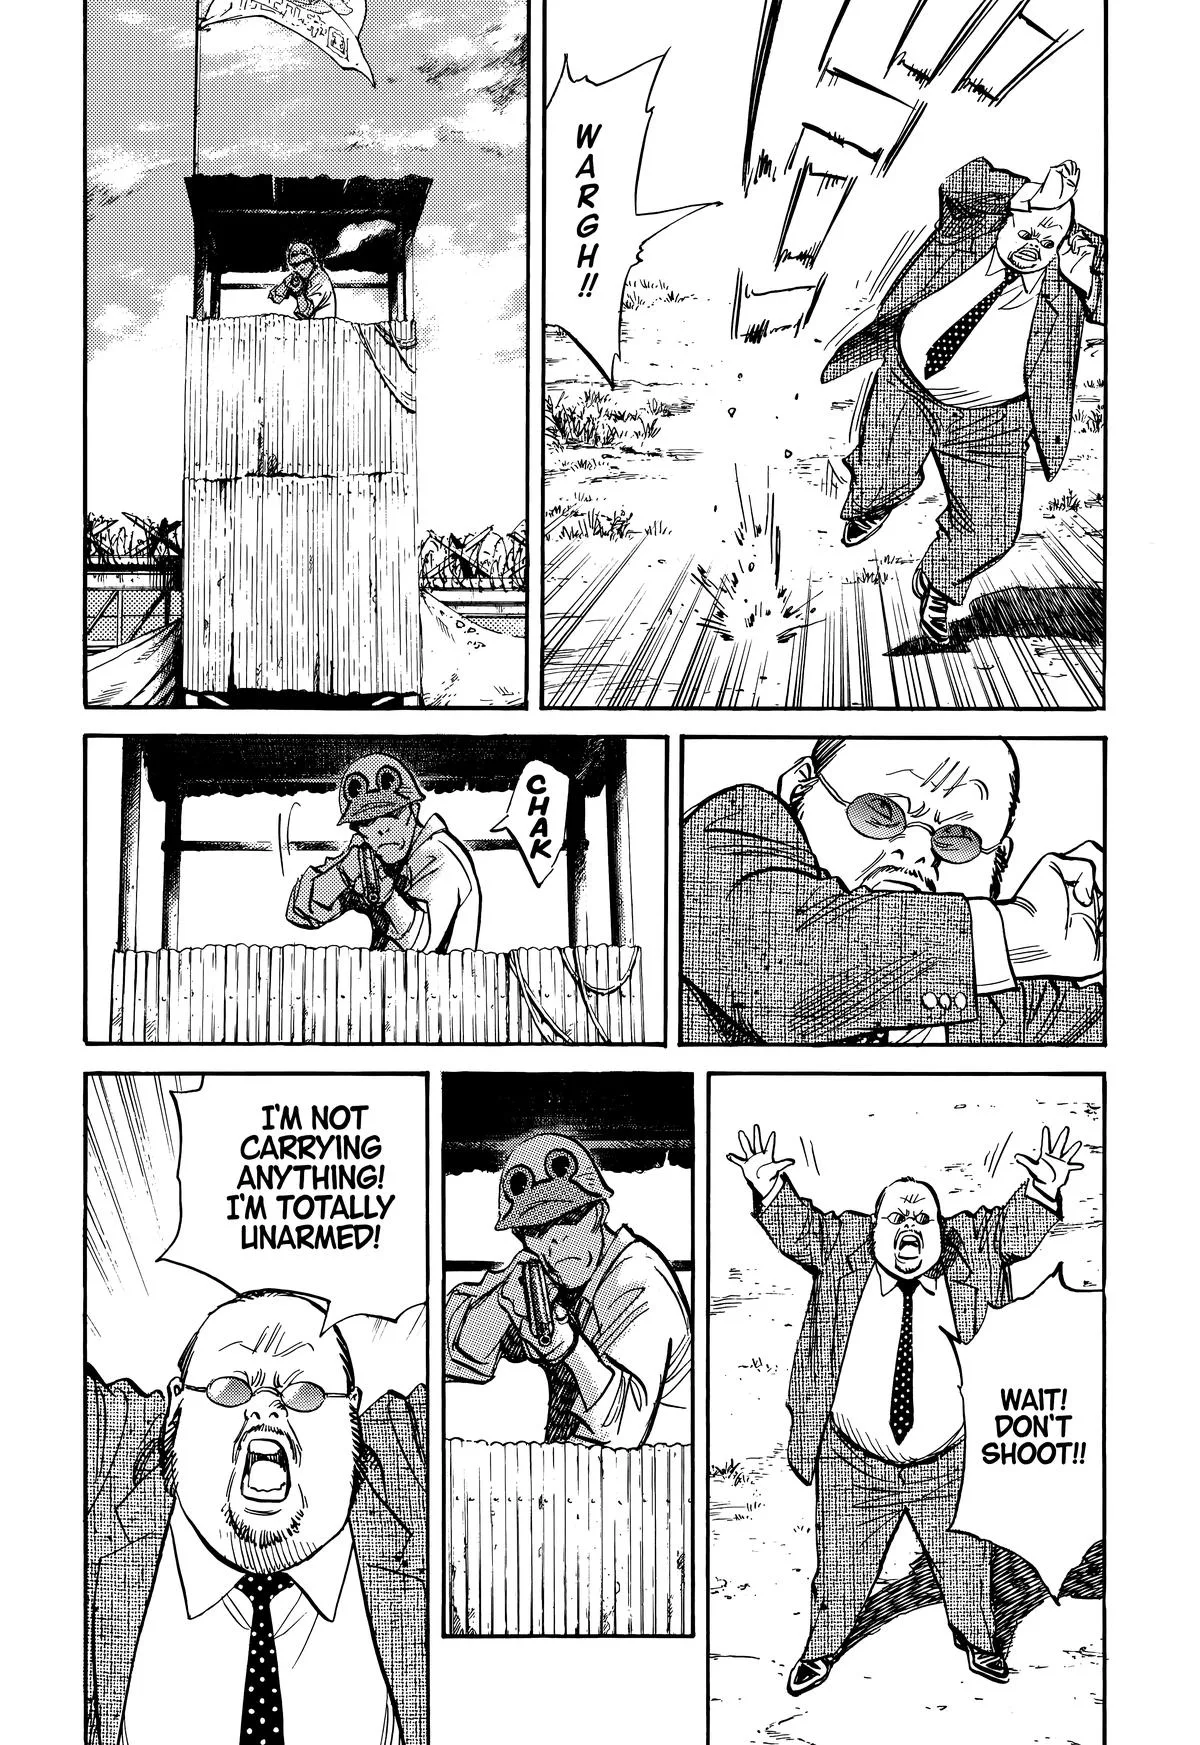 WARGH!!
CHAK
WAIT!
DON'T
SHOOT!!
I'M NOT
CARRYING
ANYTHING!
I'M TOTALLY
UNARMED!